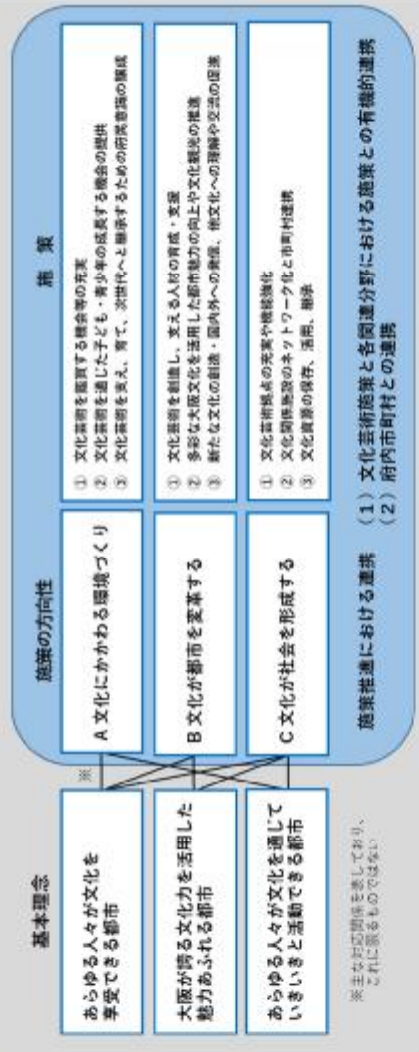 基本理念
施策の方向性
施 策
あらゆる人々が文化を
享受できる都市
大阪が誇る文化力を活用した
魅力あふれる都市
あらゆる人々が文化を通じて
いきいきと活動できる都市
※
A 文化にかかわる環境づくり
B 文化が都市を変革する
C 文化が社会を形成する
① 文化芸術を鑑賞する機会等の充実
② 文化芸術を通じた子ども・青少年の成長する機会の提供
③ 文化芸術を支え、育て、次世代へと継承するための府民意識の醸成
① 文化芸術を創造し、支える人材の育成・支援
② 多彩な大阪文化を活用した都市魅力の向上や文化観光の推進
③ 新たな文化の創造・国内外への発信、他文化への理解や交流の促進
① 文化芸術拠点の充実や機能強化
② 文化関係施設のネットワーク化と市町村連携
③ 文化資源の保存、活用、継承
施策推進における連携
（1）文化芸術施策と各関連分野における施策との有機的連携
（2）府内市町村との連携
※主な対応関係を表しており、
これに限るものではない